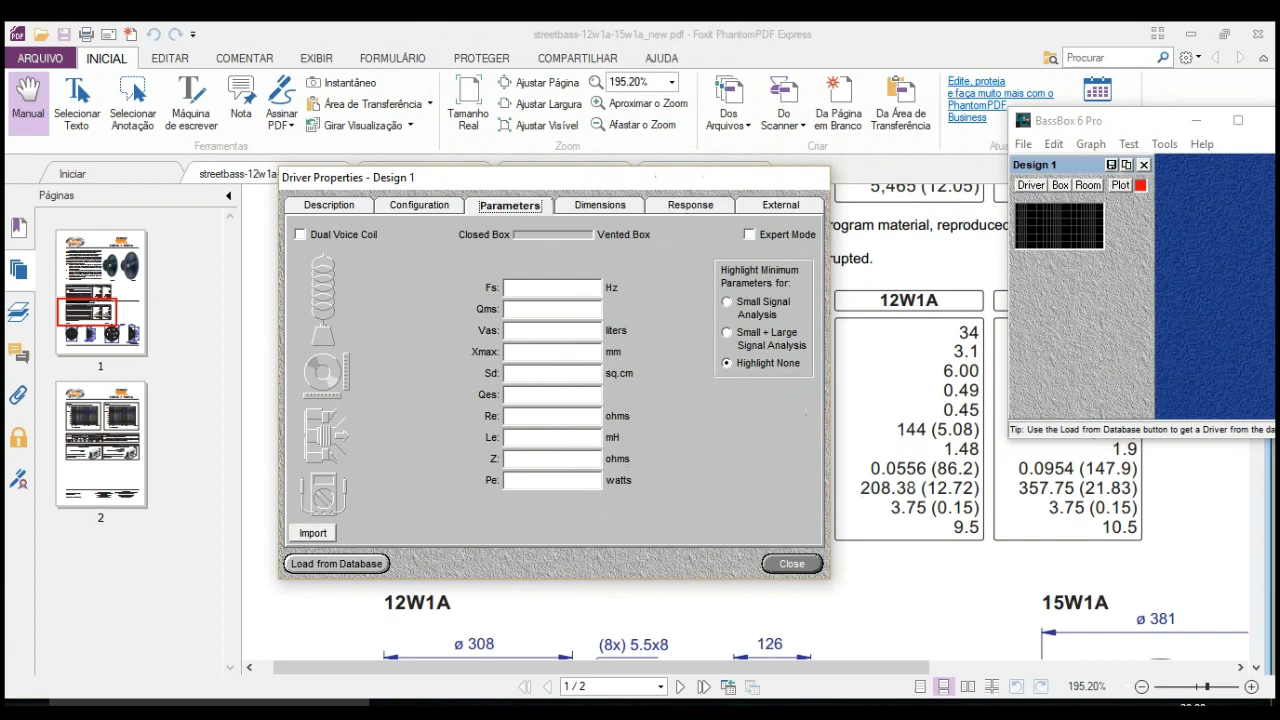 streetbass-12w1a-15w1a_new.pdf - Foxit PhantomPDF Express
ARQUIVO INICIAL EDITAR COMENTAR EXIBIR FORMULÁRIO PROTEGER COMPARTILHAR AJUDA
Procurar
Manual
Selecionar Texto
Selecionar Anotação
Máquina de escrever
Nota
Assinar PDF
Instantâneo
Área de Transferência
Girar Visualização
Ferramentas
Tamanho Real
Ajustar Página
Ajustar Largura
Ajustar Visível
195.20%
Aproximar o Zoom
Afastar o Zoom
Zoom
Dos Arquivos
Do Scanner
Da Página em Branco
Da Área de Transferência
Criar
Edite, proteja
e faça muito mais com o
PhantomPDF
Business
Iniciar
streetbass-12w1a-
Páginas
1
2
BassBox 6 Pro
File Edit Graph Test Tools Help
Design 1
Driver Box Room Plot
Tip: Use the Load from Database button to get a Driver from the da
Driver Properties - Design 1
Description Configuration Parameters Dimensions Response External
Dual Voice Coil
Closed Box
Vented Box
Expert Mode
Fs: Hz
Qms:
Vas: liters
Xmax: mm
Sd: sq.cm
Qes:
Re: ohms
Le: mH
Z: ohms
Pe: watts
Highlight Minimum
Parameters for:
Small Signal
Analysis
Small + Large
Signal Analysis
Highlight None
Import
Load from Database
Close
5,465 (12.05)
rogram material, reproduced
rrupted.
12W1A
34
3.1
6.00
0.49
0.45
144 (5.08)
1.48 1.9
0.0556 (86.2) 0.0954 (147.9)
208.38 (12.72) 357.75 (21.83)
3.75 (0.15) 3.75 (0.15)
9.5 10.5
12W1A
15W1A
ø 308
(8x) 5.5x8
126
ø 381
1 / 2
195.20%